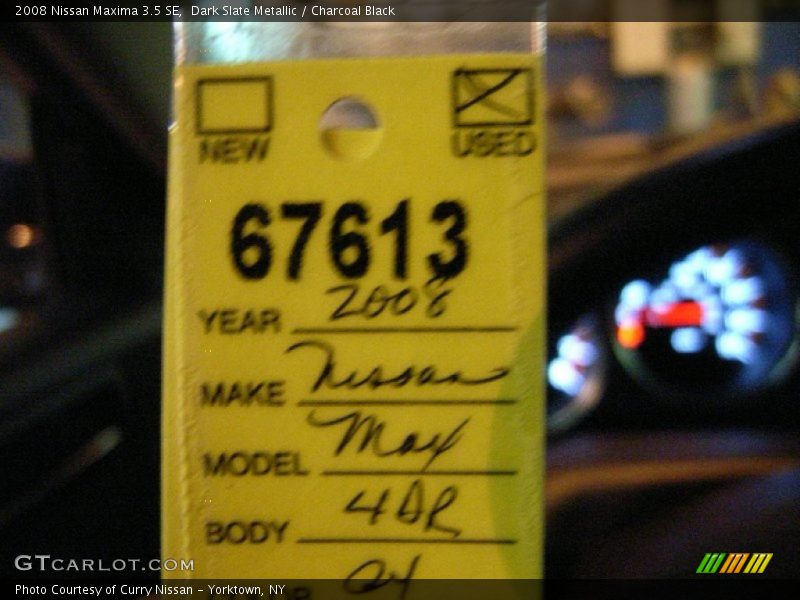 2008 Nissan Maxima 3.5 SE, Dark Slate Metallic / Charcoal Black
NEW USED
67613
YEAR 2008
MAKE Nissan
MODEL Max
BODY 4DR
GTCARLOT.COM
Photo Courtesy of Curry Nissan - Yorktown, NY